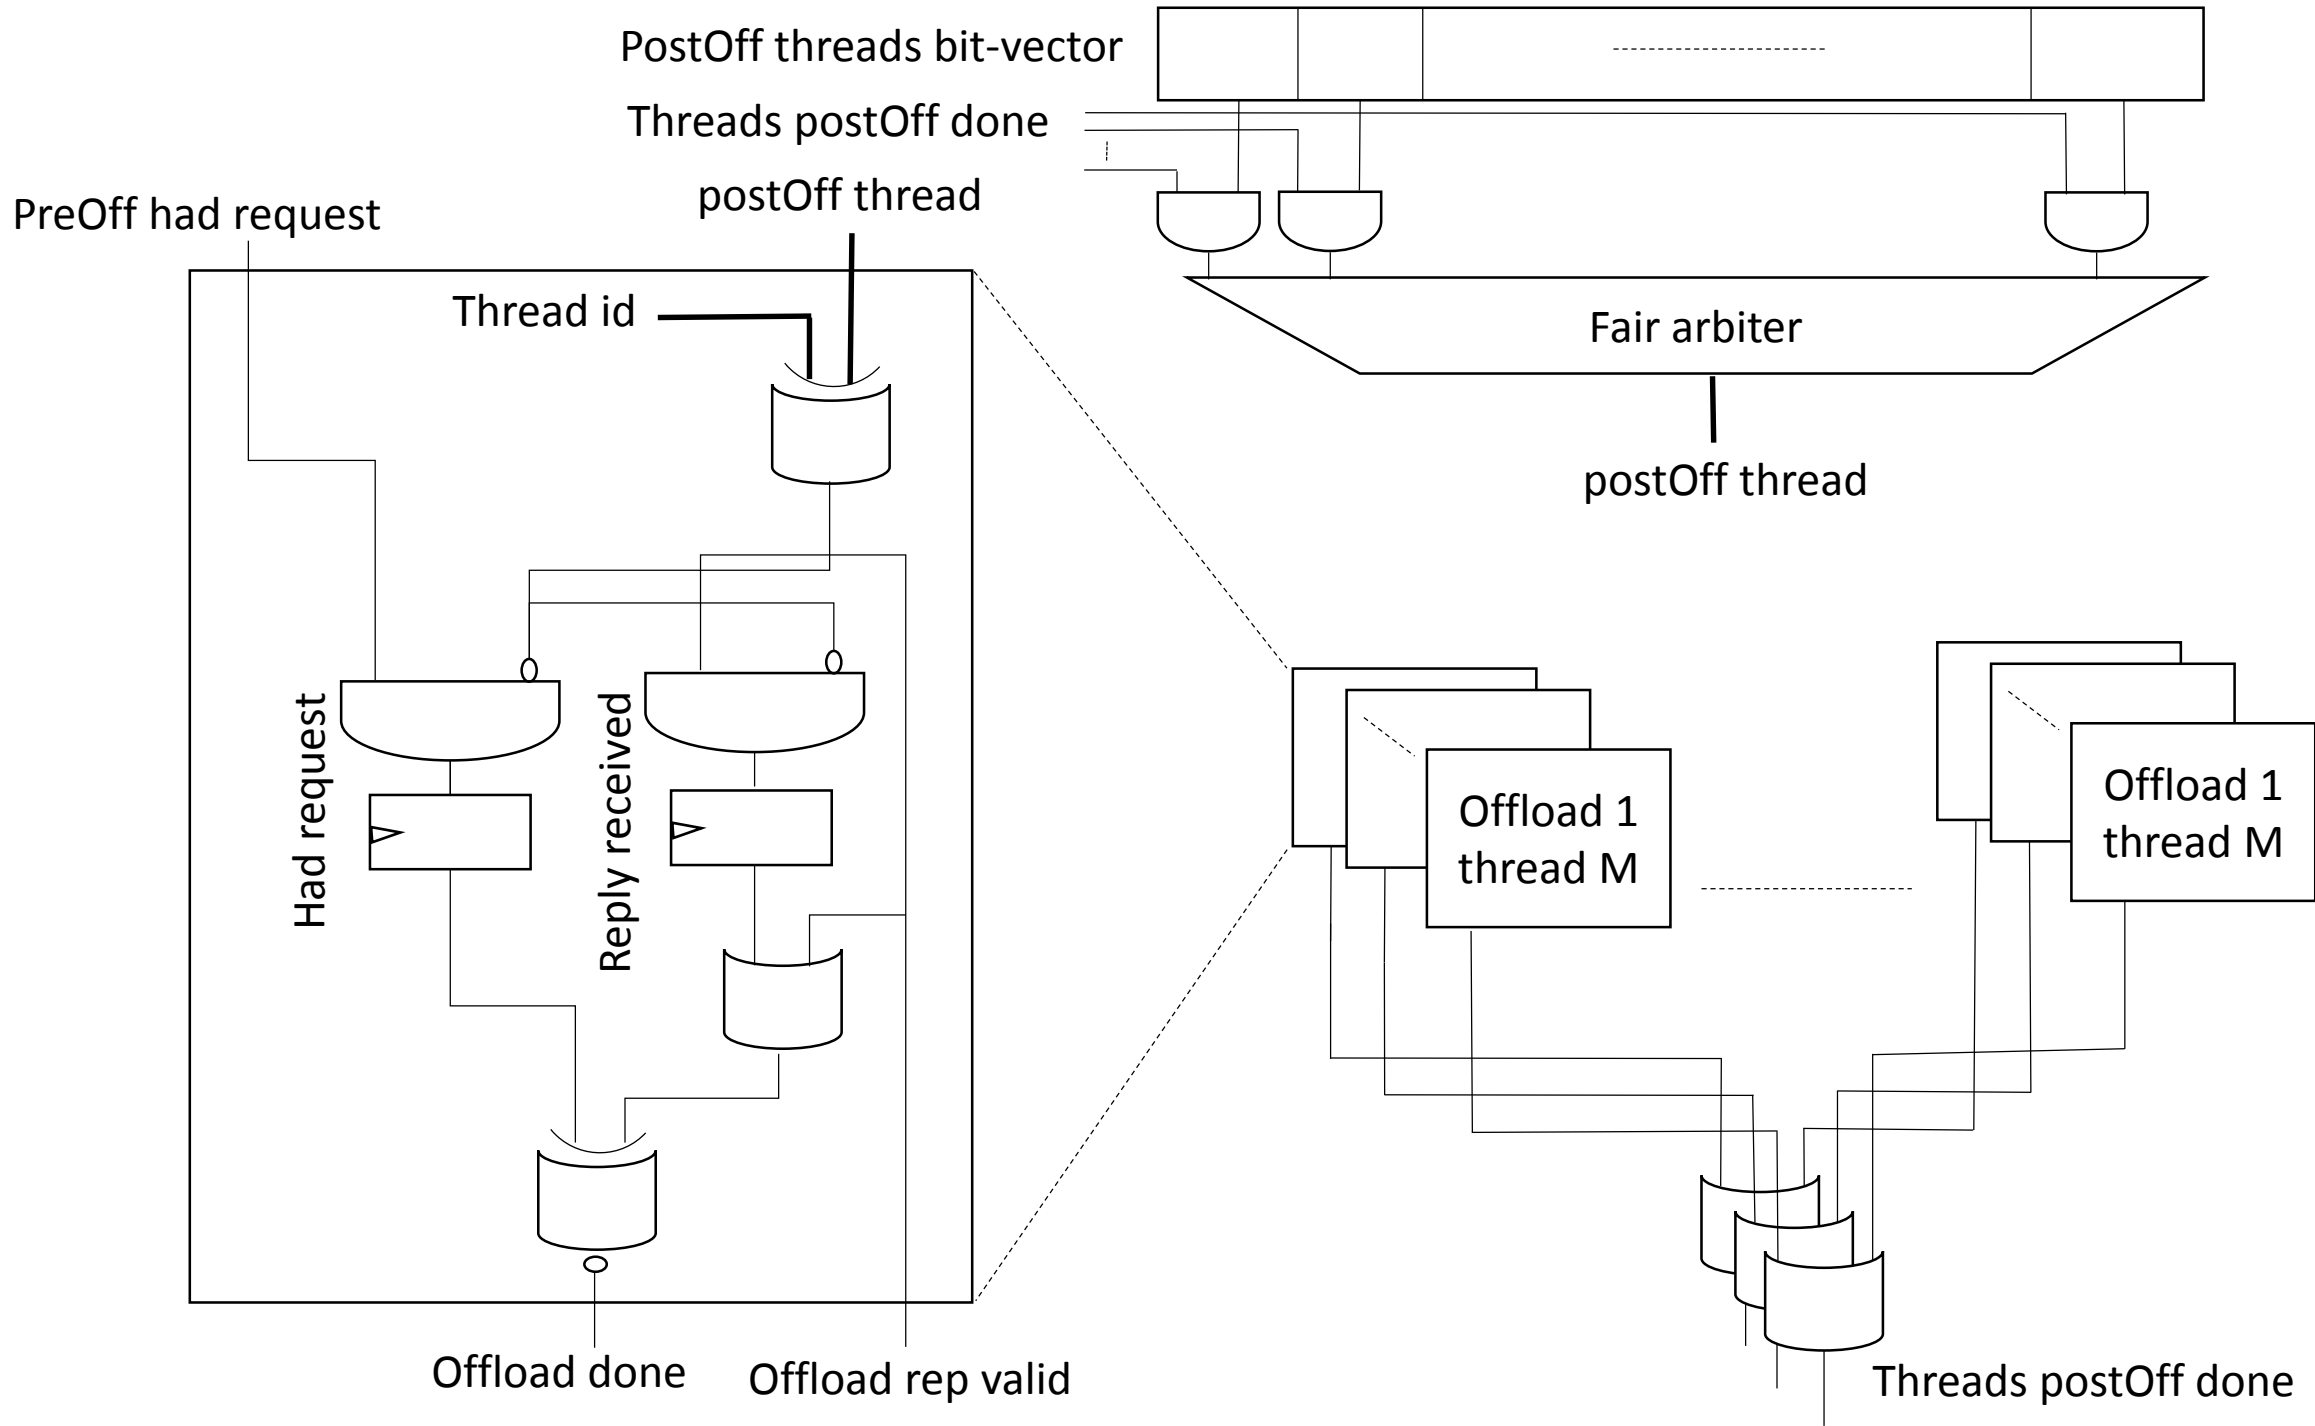 PostOff threads bit-vector
Threads postOff done
postOff thread
PreOff had request
Thread id
Fair arbiter
postOff thread
Had request
Reply received
Offload 1
thread M
Offload 1
thread M
Offload done
Offload rep valid
Threads postOff done